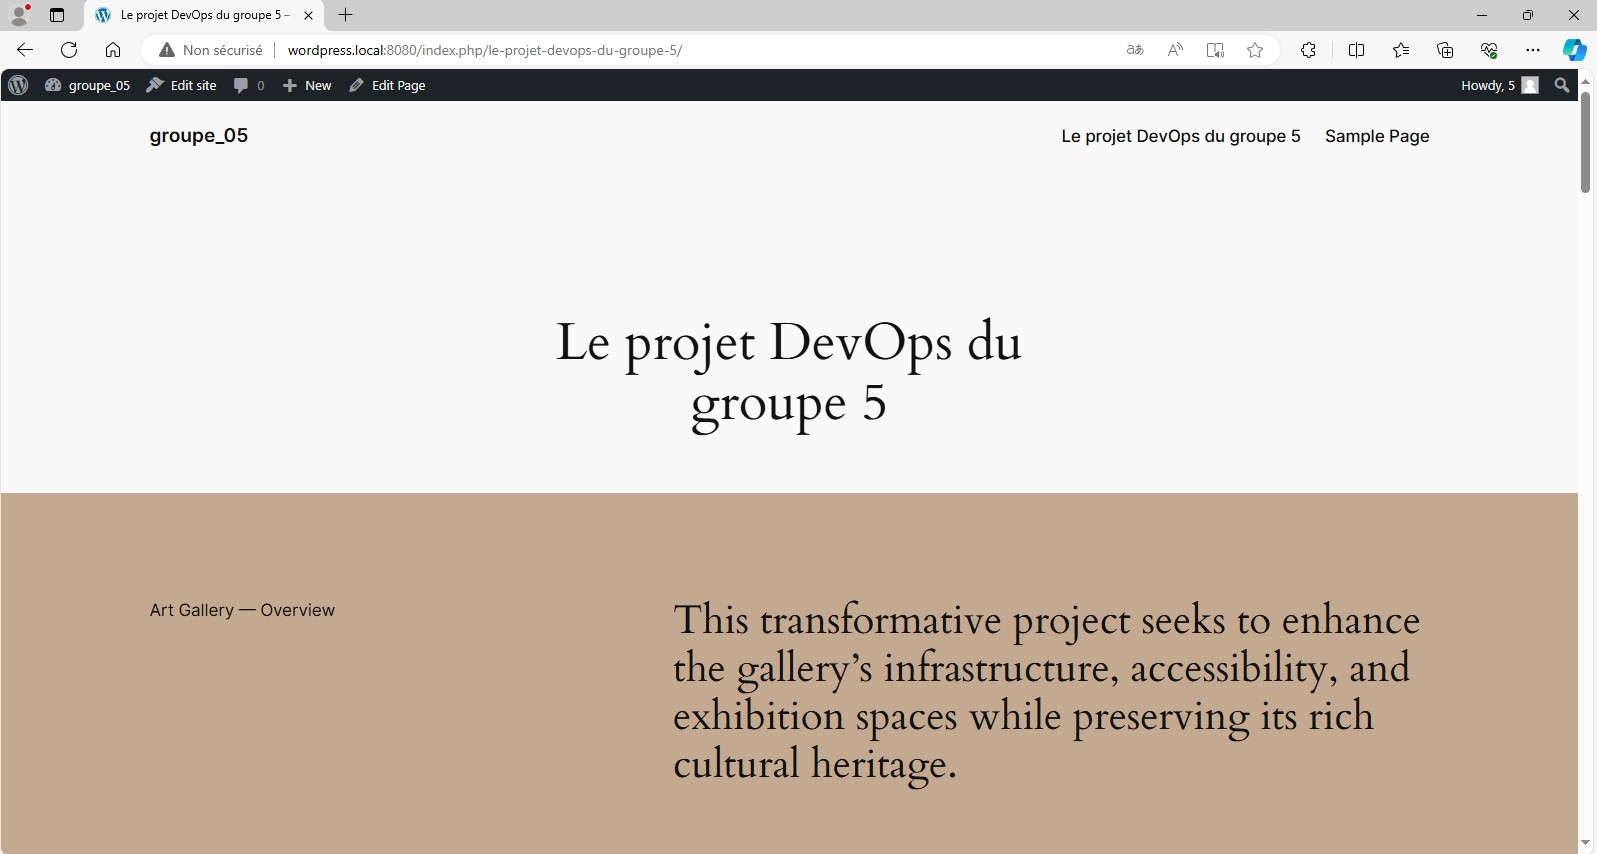 Le projet DevOps du groupe 5 –
Non sécurisé
wordpress.local:8080/index.php/le-projet-devops-du-groupe-5/
groupe_05
Edit site
0
New
Edit Page
Howdy, 5
groupe_05
Le projet DevOps du groupe 5
Sample Page
Le projet DevOps du
groupe 5
Art Gallery — Overview
This transformative project seeks to enhance
the gallery’s infrastructure, accessibility, and
exhibition spaces while preserving its rich
cultural heritage.